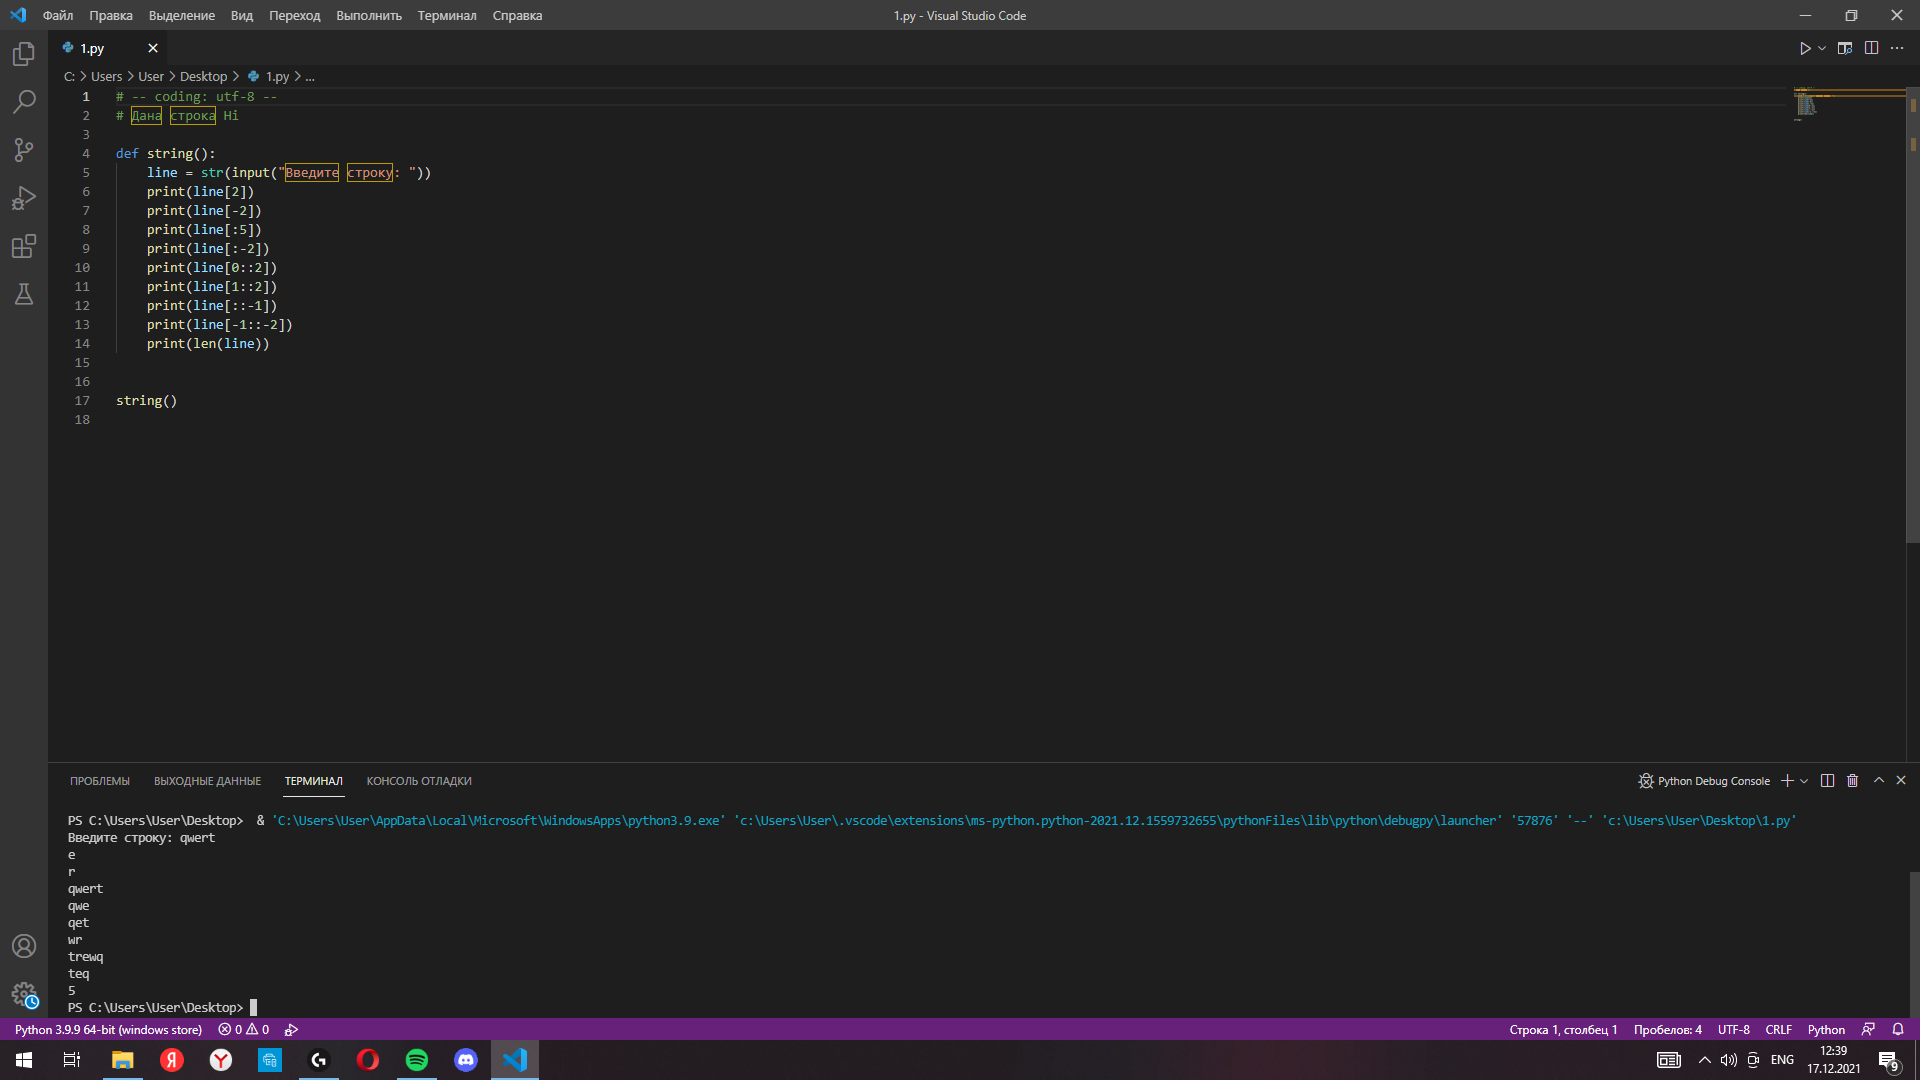 Файл Правка Выделение Вид Переход Выполнить Терминал Справка
1.py - Visual Studio Code
1.py
C: > Users > User > Desktop > 1.py > ...
1 # -- coding: utf-8 --
2 # Дана строка Hi
3
4 def string():
5     line = str(input("Введите строку: "))
6     print(line[2])
7     print(line[-2])
8     print(line[:5])
9     print(line[:-2])
10     print(line[0::2])
11     print(line[1::2])
12     print(line[::-1])
13     print(line[-1::-2])
14     print(len(line))
15
16
17 string()
18
ПРОБЛЕМЫ ВЫХОДНЫЕ ДАННЫЕ ТЕРМИНАЛ КОНСОЛЬ ОТЛАДКИ
Python Debug Console
PS C:\Users\User\Desktop>  & 'C:\Users\User\AppData\Local\Microsoft\WindowsApps\python3.9.exe' 'c:\Users\User\.vscode\extensions\ms-python.python-2021.12.1559732655\pythonFiles\lib\python\debugpy\launcher' '57876' '--' 'c:\Users\User\Desktop\1.py'
Введите строку: qwert
e
r
qwert
qwe
qet
wr
trewq
teq
5
PS C:\Users\User\Desktop>
Python 3.9.9 64-bit (windows store) 0 0
Строка 1, столбец 1 Пробелов: 4 UTF-8 CRLF Python
ENG
12:39
17.12.2021
9